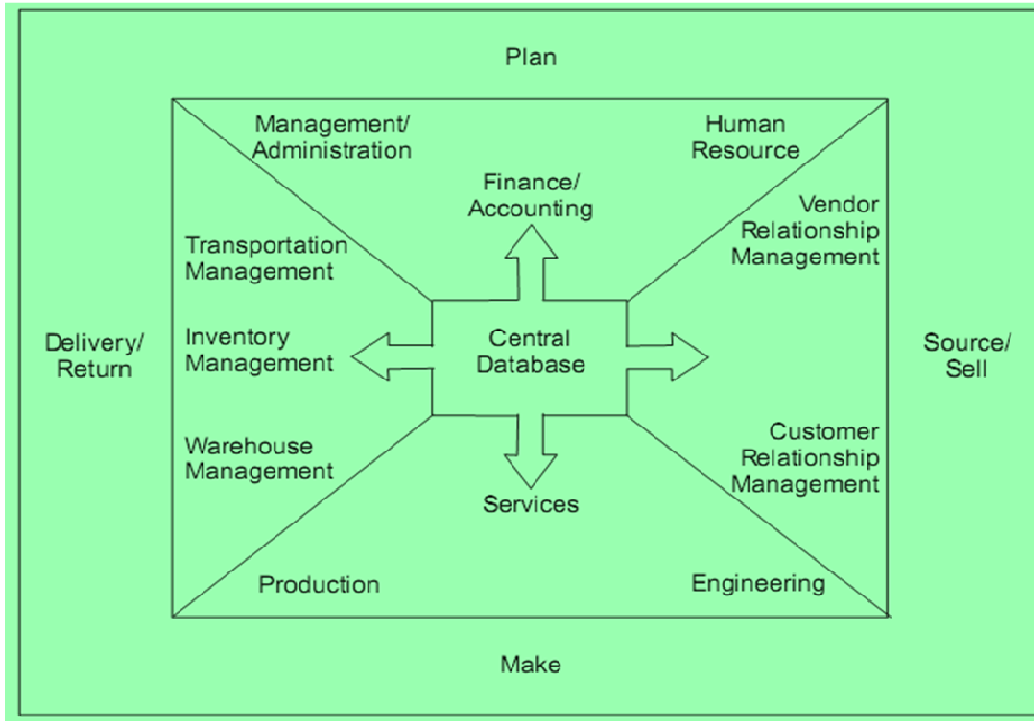 Plan
Management/
Administration
Human
Resource
Finance/
Accounting
Vendor
Relationship
Management
Transportation
Management
Delivery/
Return
Inventory
Management
Central
Database
Source/
Sell
Warehouse
Management
Customer
Relationship
Management
Services
Production
Engineering
Make